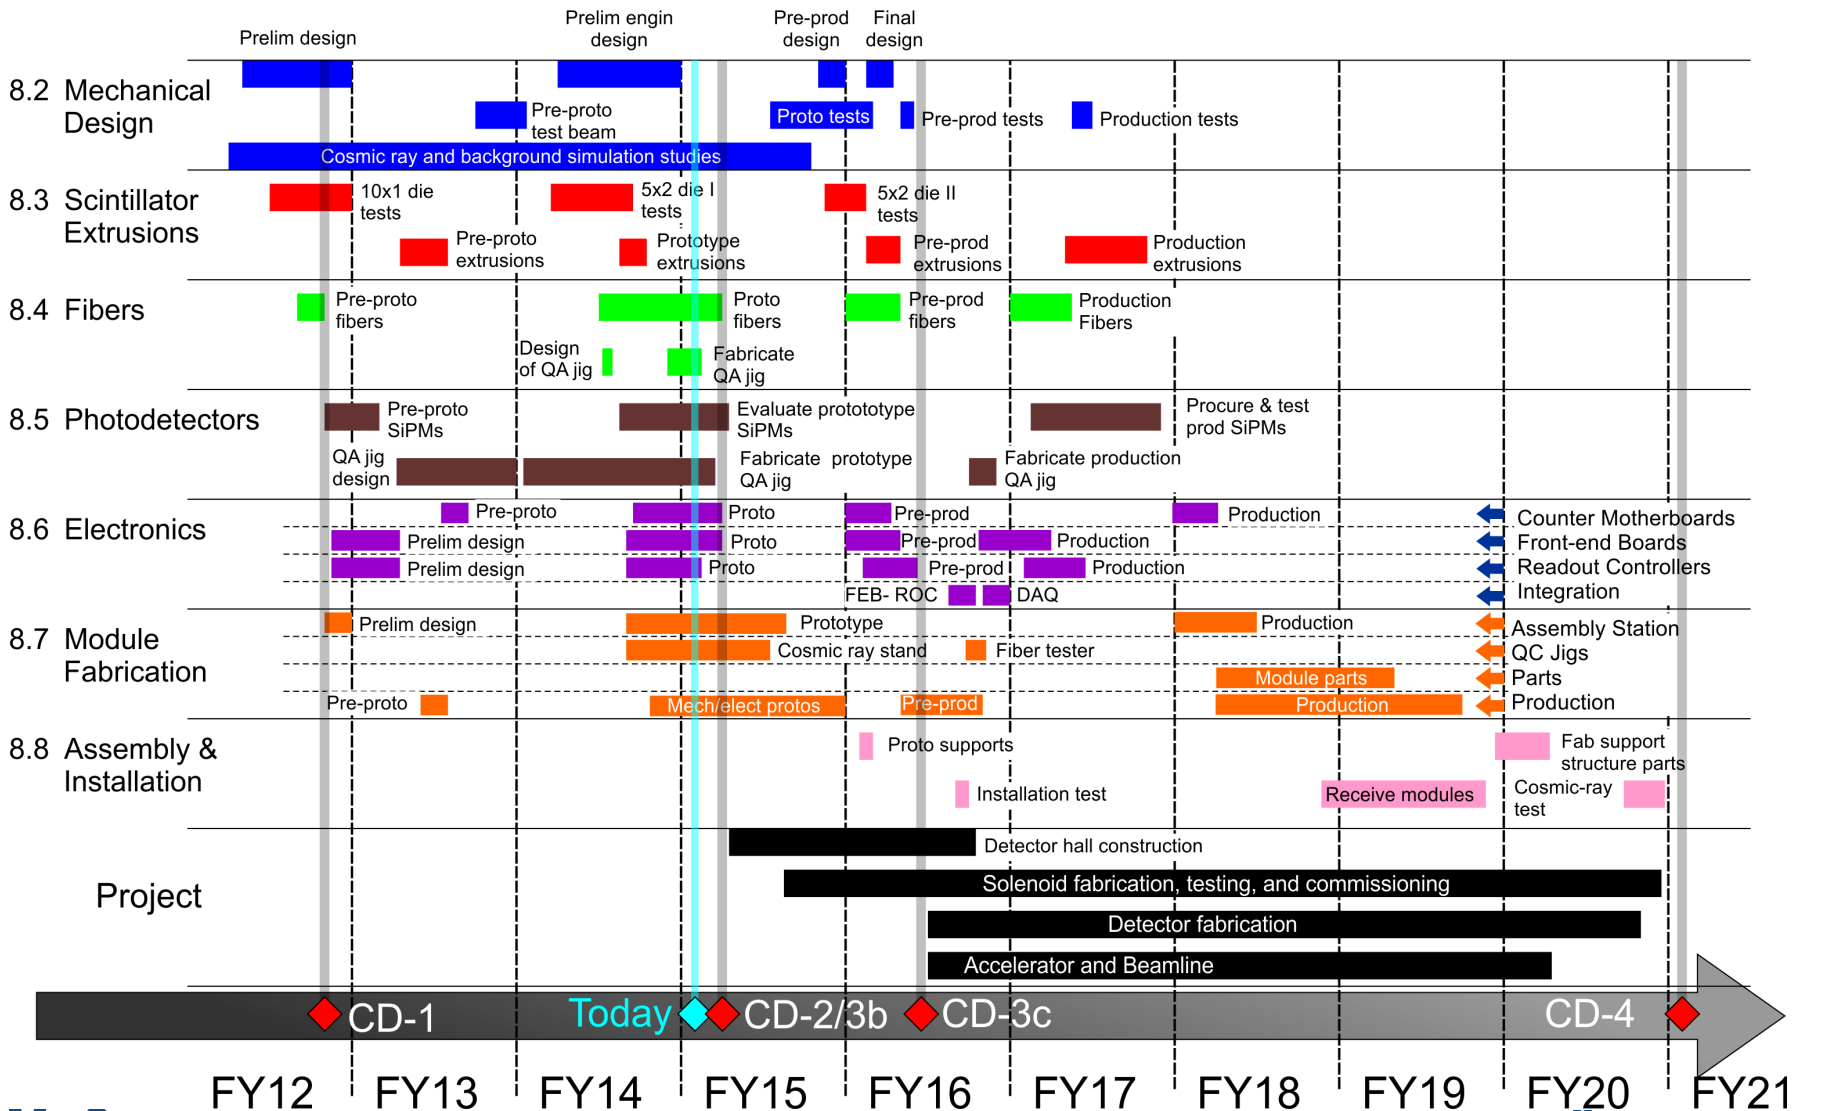 Prelim design
Prelim engin
design
Pre-prod
design
Final
design
8.2 Mechanical
Design
Pre-proto
test beam
Proto tests
Pre-prod tests
Production tests
Cosmic ray and background simulation studies
8.3 Scintillator
Extrusions
10x1 die
tests
5x2 die I
tests
5x2 die II
tests
Pre-proto
extrusions
Prototype
extrusions
Pre-prod
extrusions
Production
extrusions
8.4 Fibers
Pre-proto
fibers
Proto
fibers
Pre-prod
fibers
Production
Fibers
Design
of QA jig
Fabricate
QA jig
8.5 Photodetectors
Pre-proto
SiPMs
Evaluate protototype
SiPMs
Procure & test
prod SiPMs
QA jig
design
Fabricate prototype
QA jig
Fabricate production
QA jig
8.6 Electronics
Pre-proto
Proto
Pre-prod
Production
Counter Motherboards
Prelim design
Proto
Pre-prod
Production
Front-end Boards
Prelim design
Proto
Pre-prod
Production
Readout Controllers
FEB- ROC
DAQ
Integration
8.7 Module
Fabrication
Prelim design
Prototype
Production
Assembly Station
Cosmic ray stand
Fiber tester
QC Jigs
Module parts
Parts
Pre-proto
Mech/elect protos
Pre-prod
Production
Production
8.8 Assembly &
Installation
Proto supports
Fab support
structure parts
Installation test
Receive modules
Cosmic-ray
test
Project
Detector hall construction
Solenoid fabrication, testing, and commissioning
Detector fabrication
Accelerator and Beamline
CD-1
Today
CD-2/3b
CD-3c
CD-4
FY12
FY13
FY14
FY15
FY16
FY17
FY18
FY19
FY20
FY21